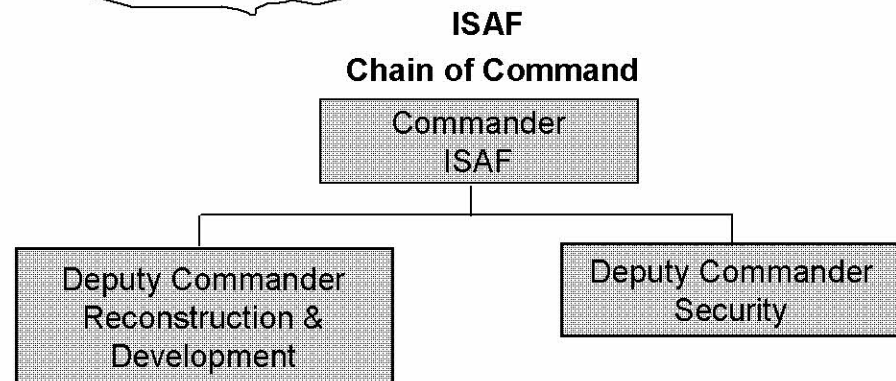 ISAF
Chain of Command
Commander
ISAF
Deputy Commander
Reconstruction &
Development
Deputy Commander
Security